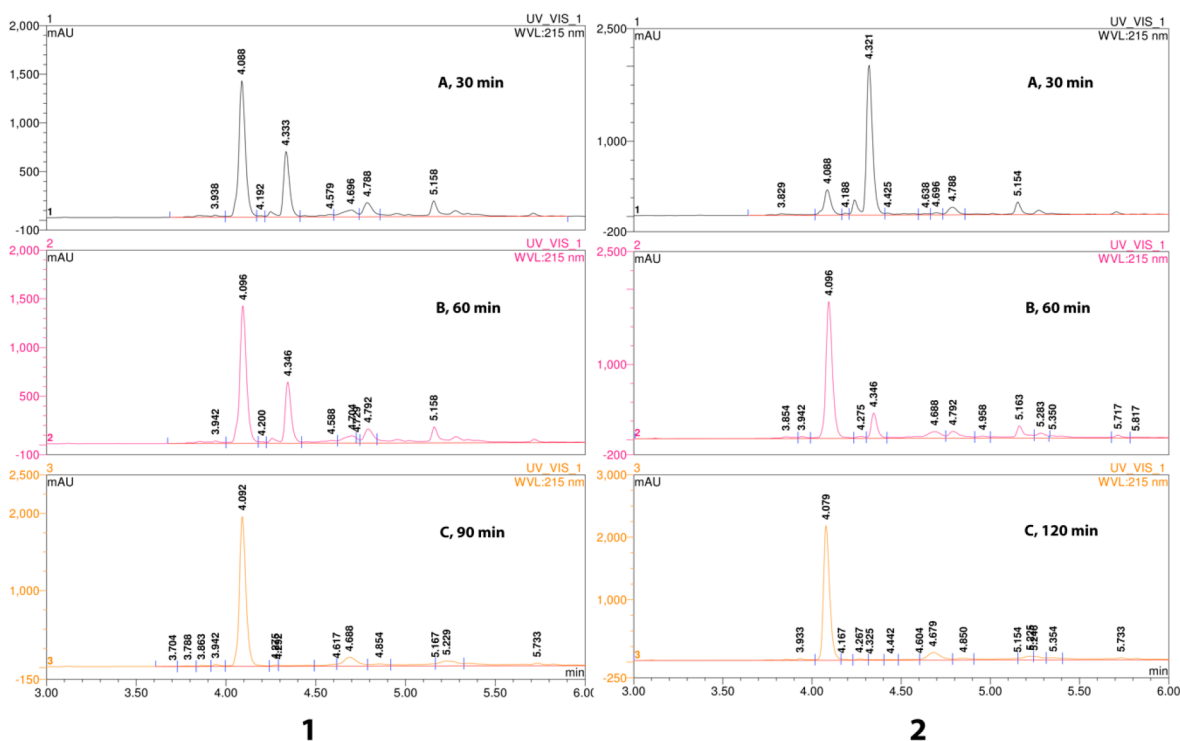 1 UV_VIS_1
2,000 mAU WVL:215 nm
4.088
A, 30 min
1,500
1,000
4.333
500
3.938 4.192 4.579 4.696 4.788 5.158
1
-100
2 UV_VIS_1
2,000 mAU WVL:215 nm
4.096
B, 60 min
1,500
1,000
4.346
500
3.942 4.200 4.588 4.704 4.729 4.792 5.158
2
-100
3 UV_VIS_1
2,500 mAU WVL:215 nm
4.092
2,000
C, 90 min
1,000
3.704 3.788 3.863 3.942 4.292 4.617 4.688 4.854 5.167 5.229 5.733
3
-150 min
3.00 4.00 5.00 6.00
1
1 UV_VIS_1
2,500 mAU WVL:215 nm
4.321
A, 30 min
1,000
3.829 4.088 4.188 4.425 4.638 4.696 4.788 5.154
1
-200
2 UV_VIS_1
2,500 mAU WVL:215 nm
4.096
B, 60 min
1,000
3.854 3.942 4.275 4.346 4.688 4.792 4.958 5.163 5.283 5.350 5.717 5.817
2
-200
3 UV_VIS_1
3,000 mAU WVL:215 nm
4.079
C, 120 min
2,000
1,000
3.933 4.167 4.267 4.325 4.442 4.604 4.679 4.850 5.154 5.354 5.733
3
-250 min
3.00 4.00 4.50 5.00 5.50 6.00
2